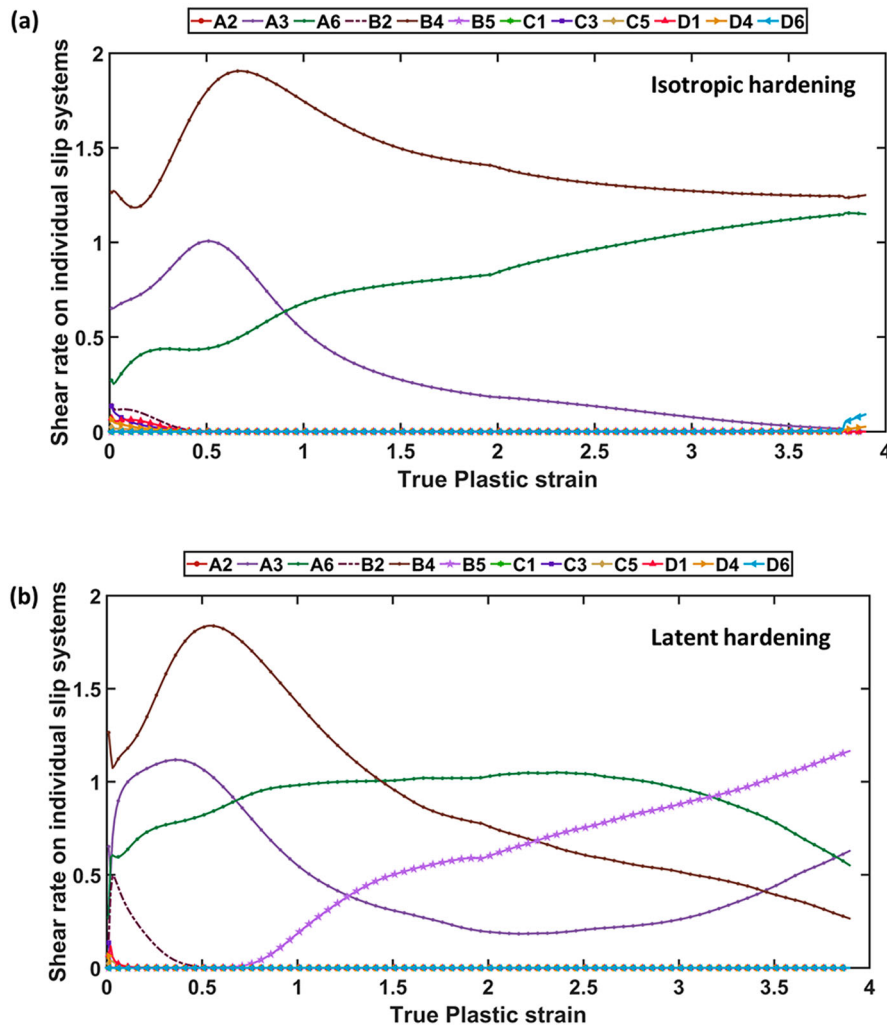 (a)
A2 A3 A6 B2 B4 B5 C1 C3 C5 D1 D4 D6
Shear rate on individual slip systems
2
1.5
1
0.5
0
Isotropic hardening
0 0.5 1 1.5 2 2.5 3 3.5 4
True Plastic strain
(b)
A2 A3 A6 B2 B4 B5 C1 C3 C5 D1 D4 D6
Shear rate on individual slip systems
2
1.5
1
0.5
0
Latent hardening
0 0.5 1 1.5 2 2.5 3 3.5 4
True Plastic strain